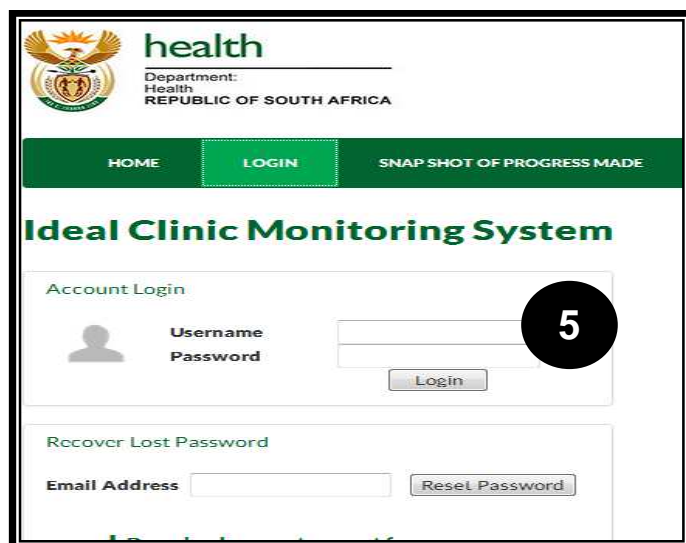 health
Department:
Health
REPUBLIC OF SOUTH AFRICA
HOME LOGIN SNAP SHOT OF PROGRESS MADE
Ideal Clinic Monitoring System
Account Login
5
Username
Password
Login
Recover Lost Password
Email Address Reset Password